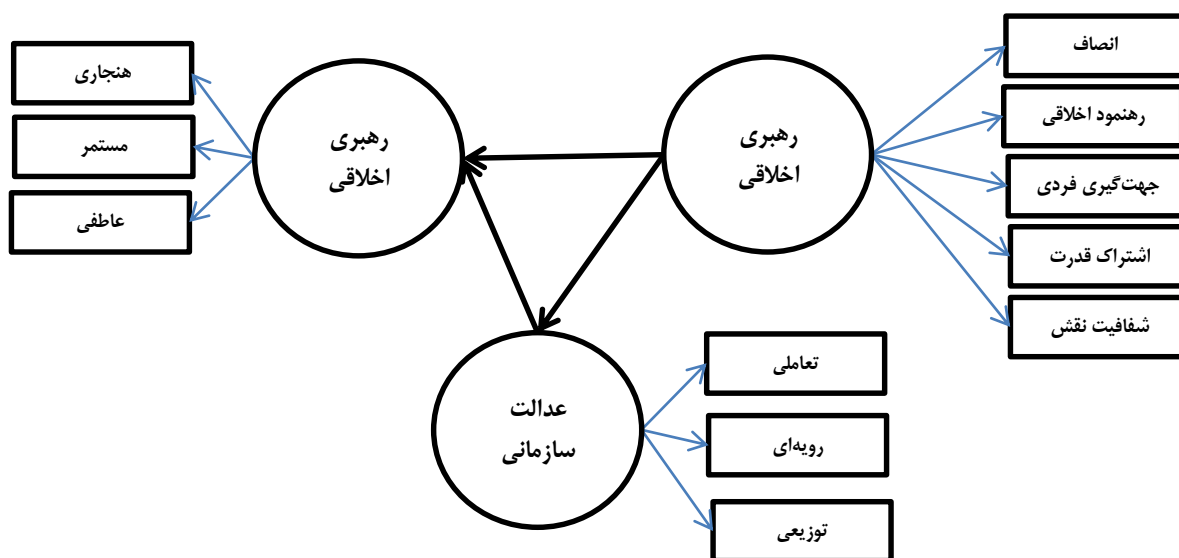 انصاف
رهنمود اخلاقی
جهت‌گیری فردی
اشتراک قدرت
شفافیت نقش
رهبری
اخلاقی
رهبری
اخلاقی
هنجاری
مستمر
عاطفی
عدالت
سازمانی
تعاملی
رویه‌ای
توزیعی